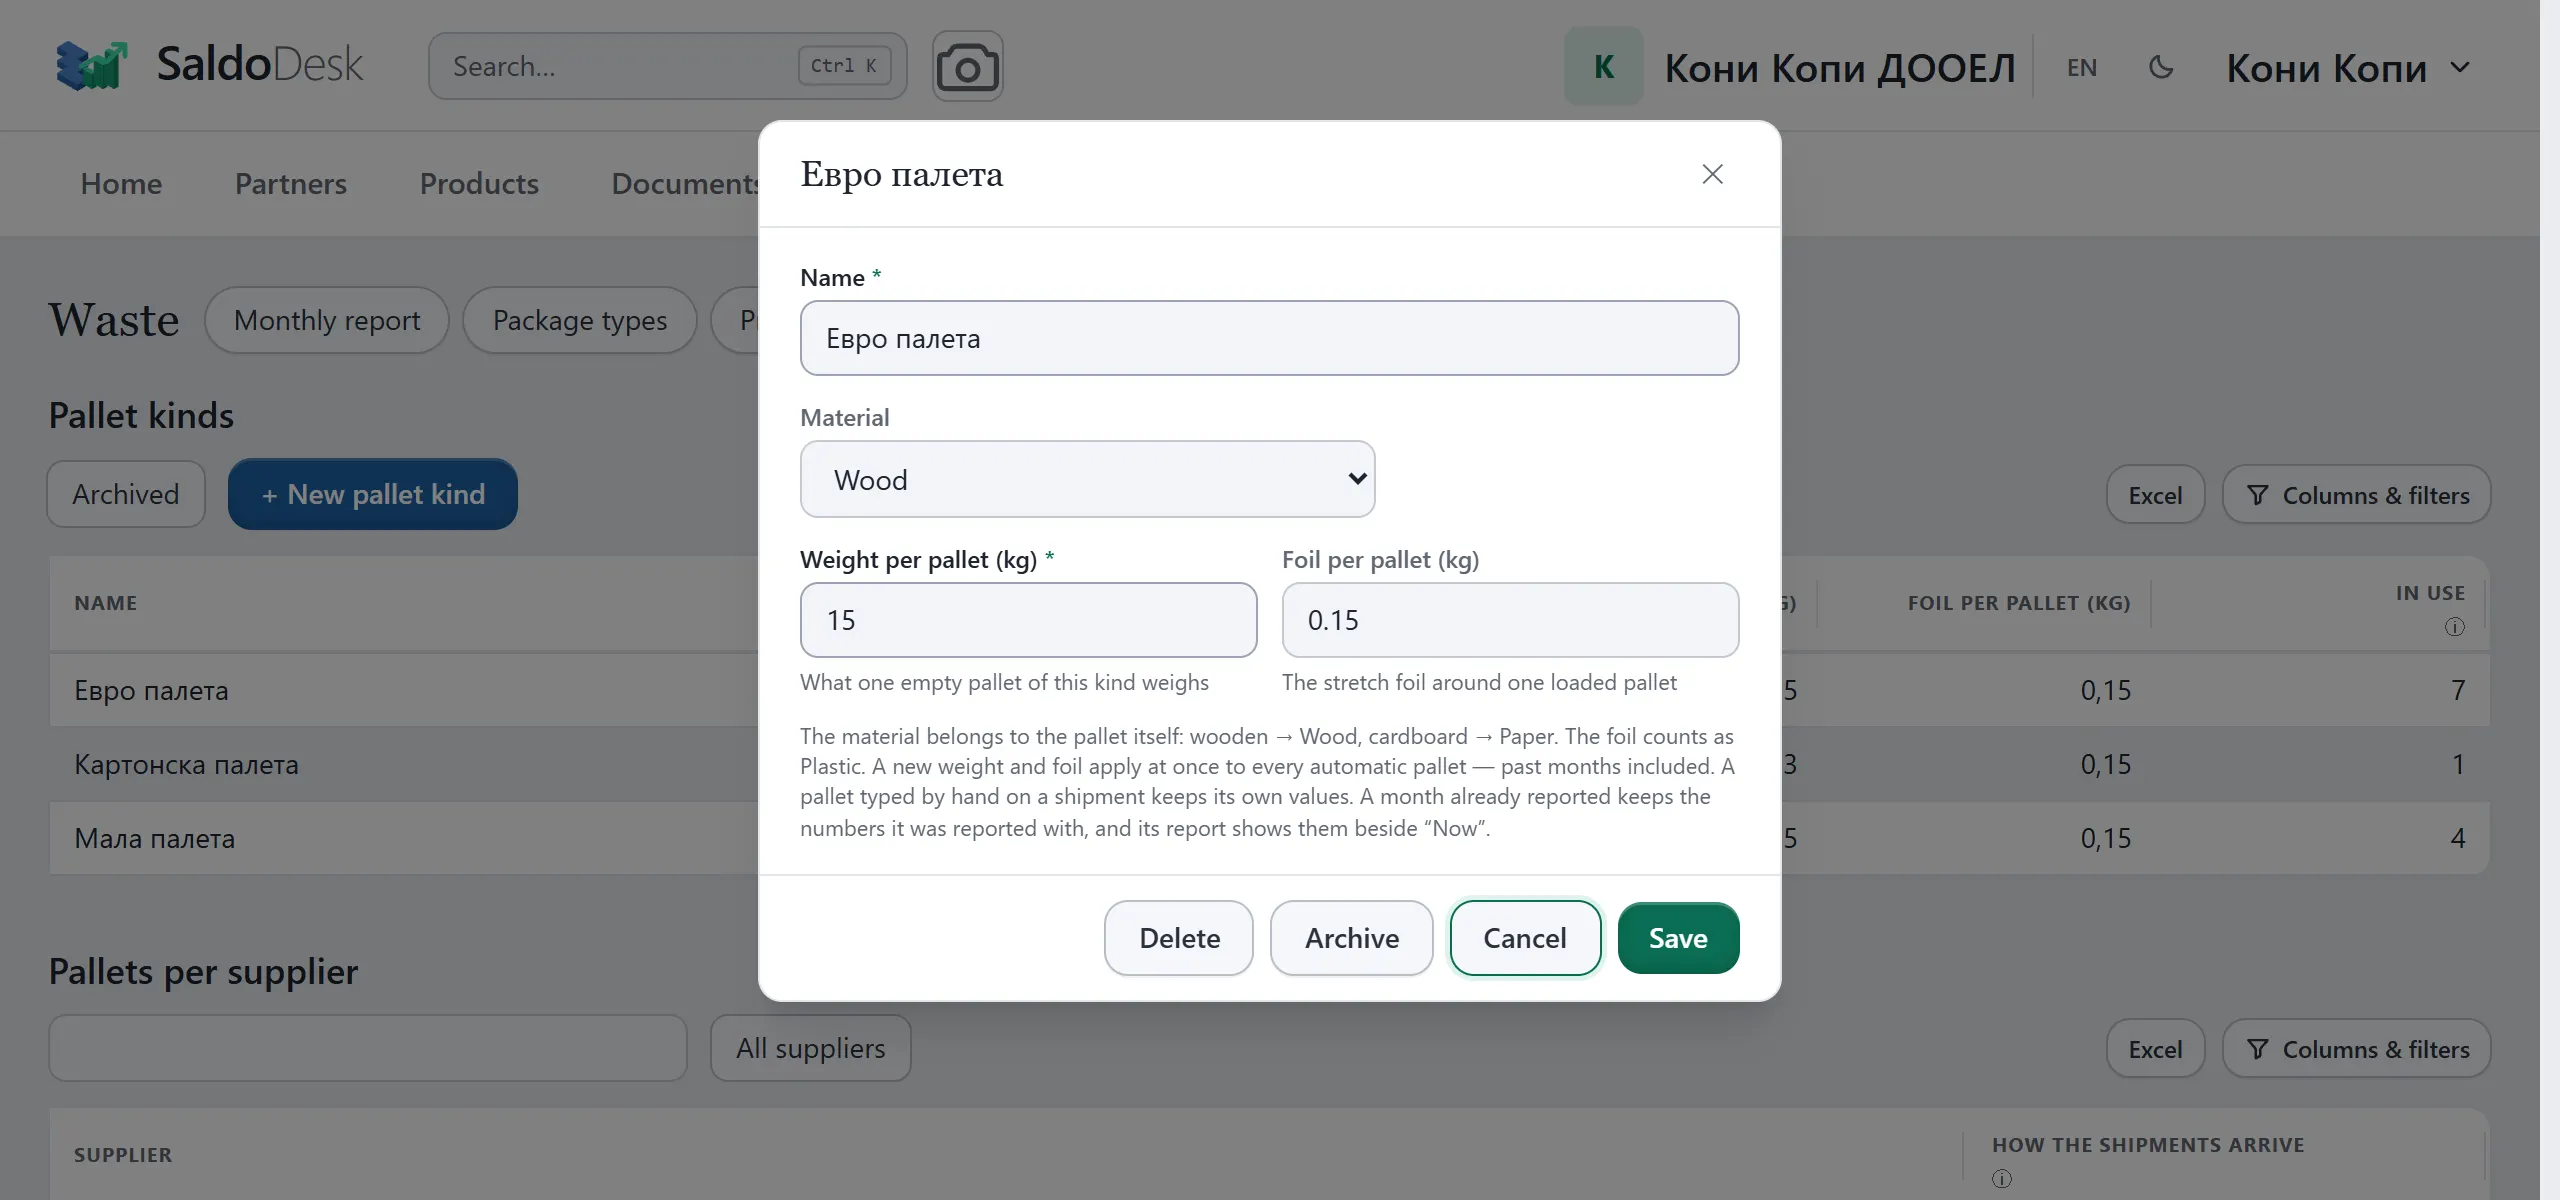 SaldoDesk
Search...
Ctrl K
K
Кони Копи ДООЕЛ
EN
Кони Копи
Home
Partners
Products
Documents
Waste
Monthly report
Package types
Pallet kinds
Archived
+ New pallet kind
Excel
Columns & filters
NAME
FOIL PER PALLET (KG)
IN USE
Евро палета
5
0,15
7
Картонска палета
3
0,15
1
Мала палета
5
0,15
4
Pallets per supplier
All suppliers
Excel
Columns & filters
SUPPLIER
HOW THE SHIPMENTS ARRIVE
Евро палета
Name *
Евро палета
Material
Wood
Weight per pallet (kg) *
Foil per pallet (kg)
15
0.15
What one empty pallet of this kind weighs
The stretch foil around one loaded pallet
The material belongs to the pallet itself: wooden → Wood, cardboard → Paper. The foil counts as
Plastic. A new weight and foil apply at once to every automatic pallet — past months included. A
pallet typed by hand on a shipment keeps its own values. A month already reported keeps the
numbers it was reported with, and its report shows them beside “Now”.
Delete
Archive
Cancel
Save